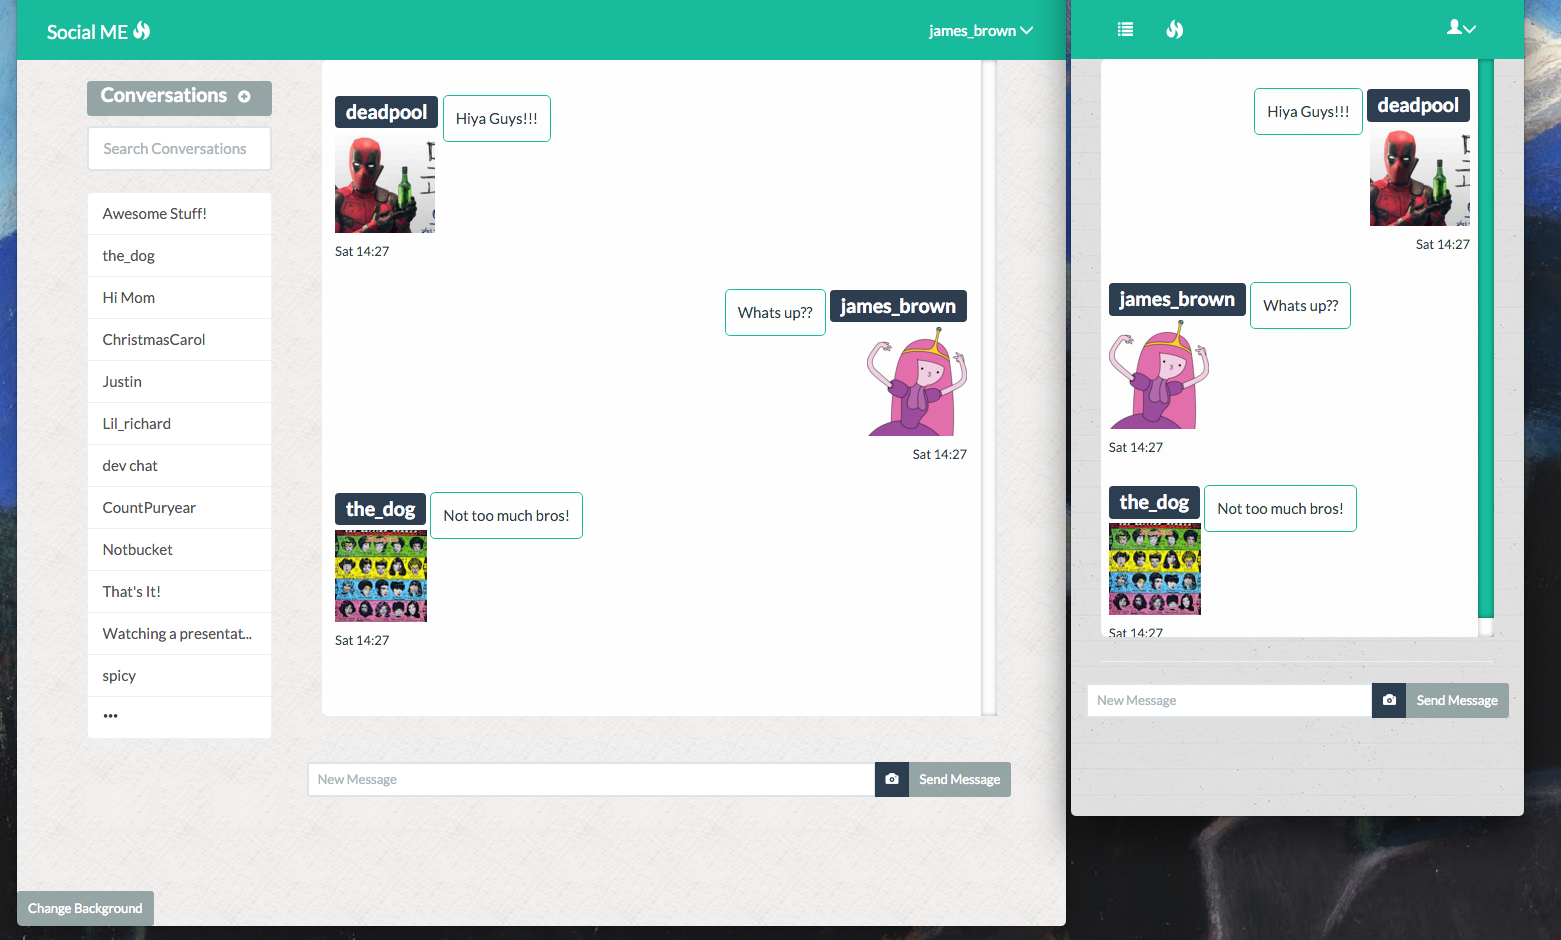 Social ME
james_brown
Conversations
Search Conversations
Awesome Stuff!
the_dog
Hi Mom
ChristmasCarol
Justin
Lil_richard
dev chat
CountPuryear
Notbucket
That's It!
Watching a presentat...
spicy
•••
deadpool
Hiya Guys!!!
Sat 14:27
Whats up??
james_brown
Sat 14:27
the_dog
Not too much bros!
Sat 14:27
New Message
Send Message
Change Background
Hiya Guys!!!
deadpool
Sat 14:27
james_brown
Whats up??
Sat 14:27
the_dog
Not too much bros!
Sat 14:27
New Message
Send Message